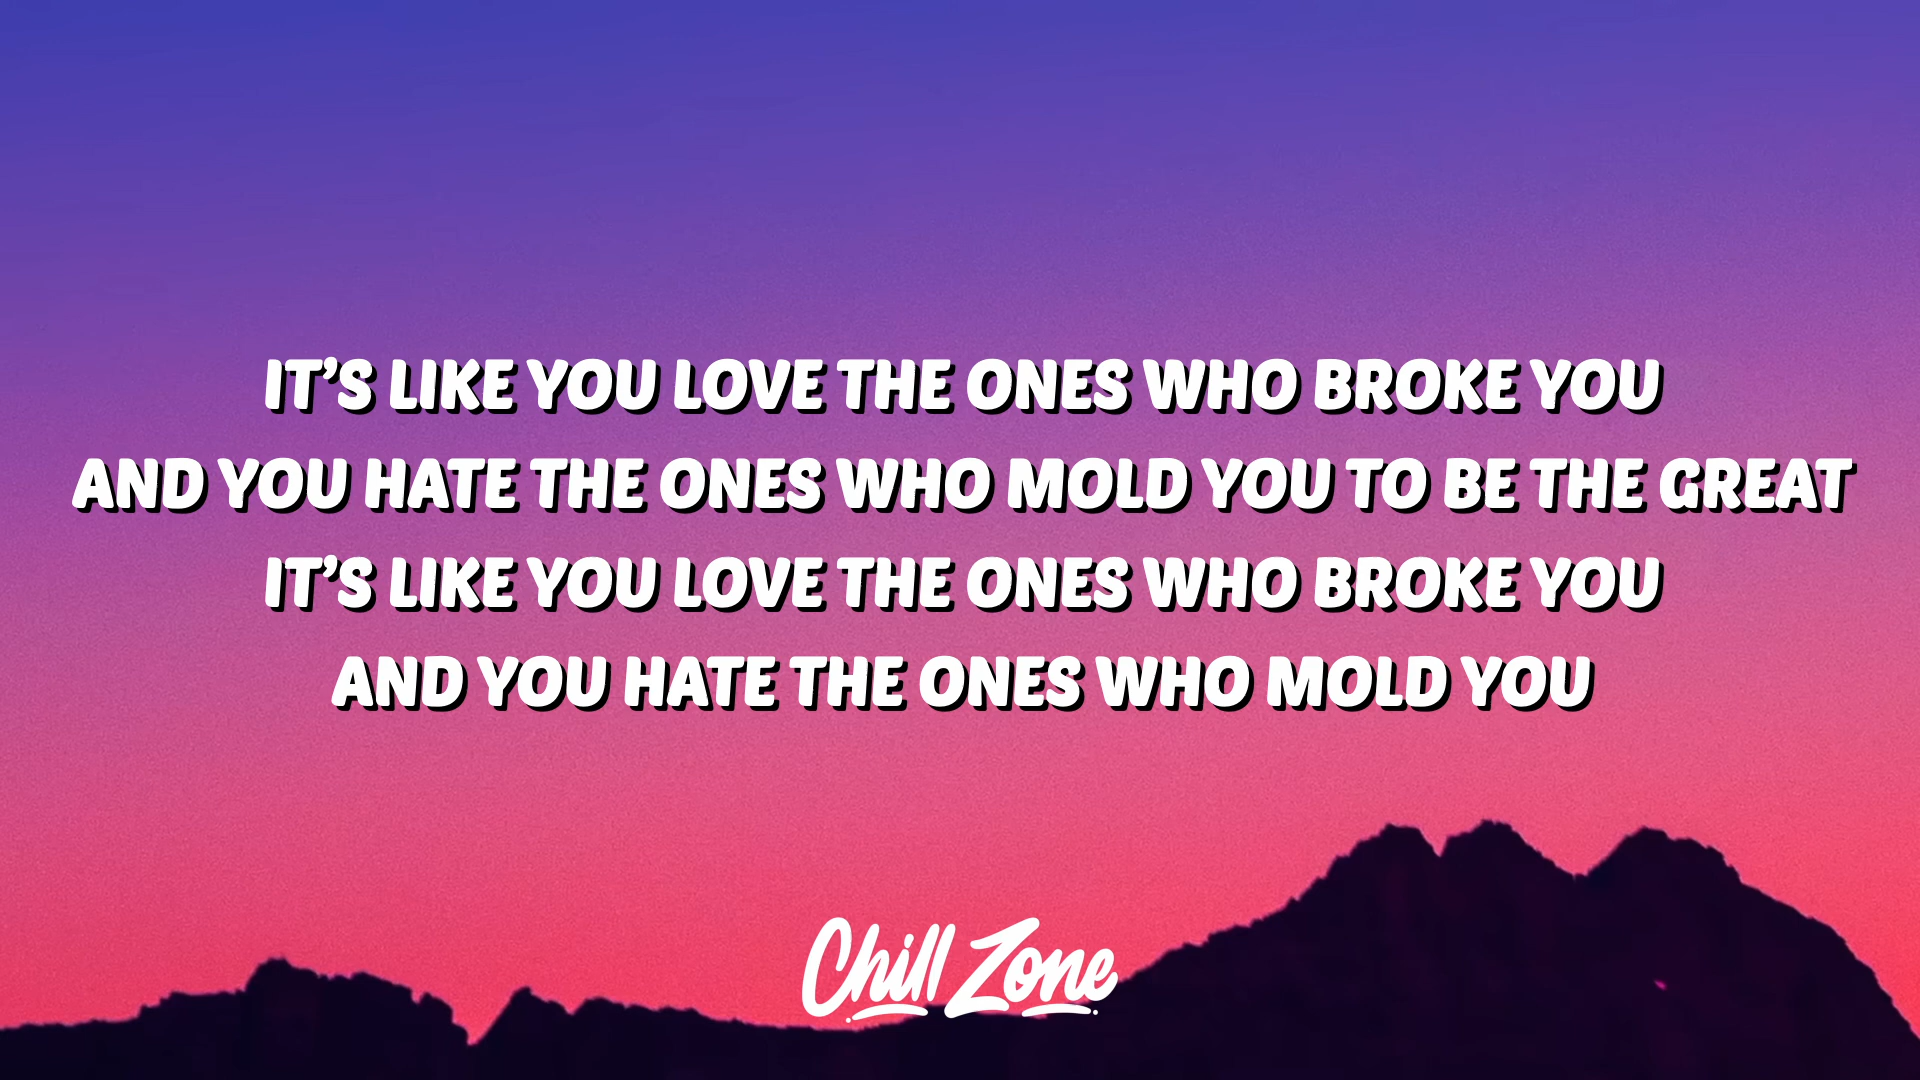 IT’S LIKE YOU LOVE THE ONES WHO BROKE YOU
AND YOU HATE THE ONES WHO MOLD YOU TO BE THE GREAT
IT’S LIKE YOU LOVE THE ONES WHO BROKE YOU
AND YOU HATE THE ONES WHO MOLD YOU
Chill Zone